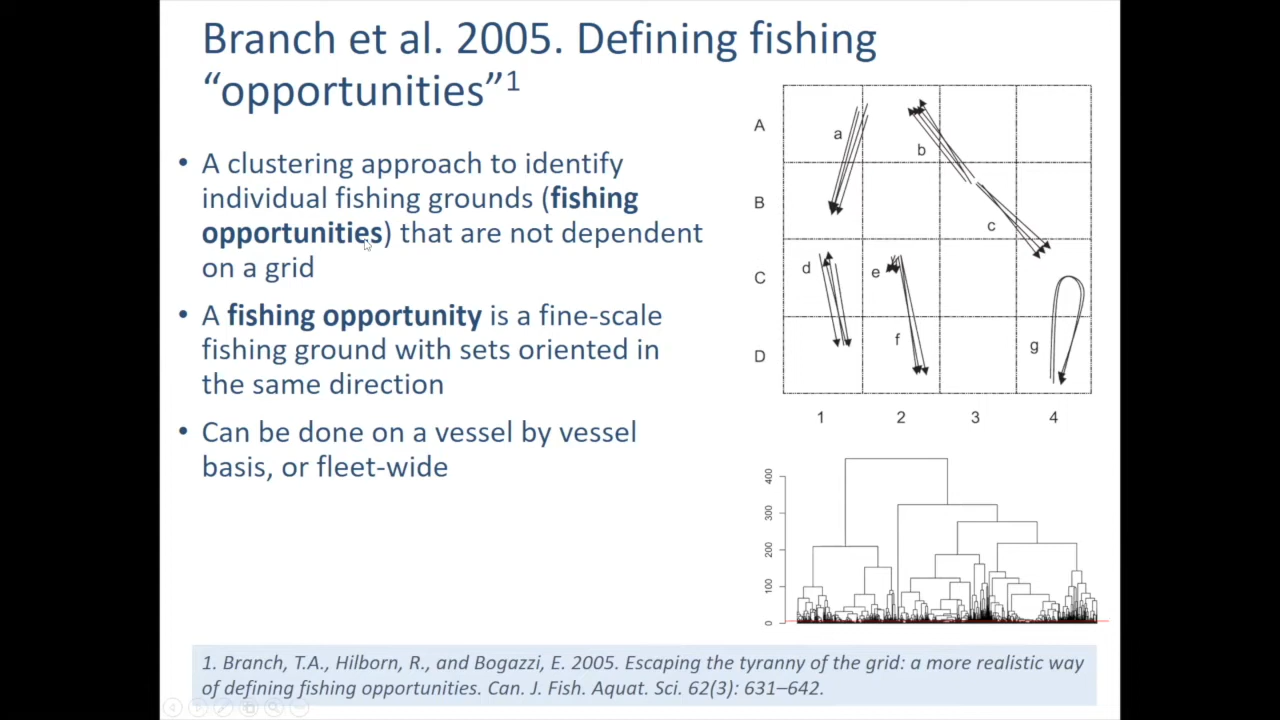 Branch et al. 2005. Defining fishing
“opportunities”1
• A clustering approach to identify
individual fishing grounds (fishing
opportunities) that are not dependent
on a grid
• A fishing opportunity is a fine-scale
fishing ground with sets oriented in
the same direction
• Can be done on a vessel by vessel
basis, or fleet-wide
A
B
C
D
a
b
c
d
e
f
g
1 2 3 4
400
300
200
100
0
1. Branch, T.A., Hilborn, R., and Bogazzi, E. 2005. Escaping the tyranny of the grid: a more realistic way
of defining fishing opportunities. Can. J. Fish. Aquat. Sci. 62(3): 631–642.